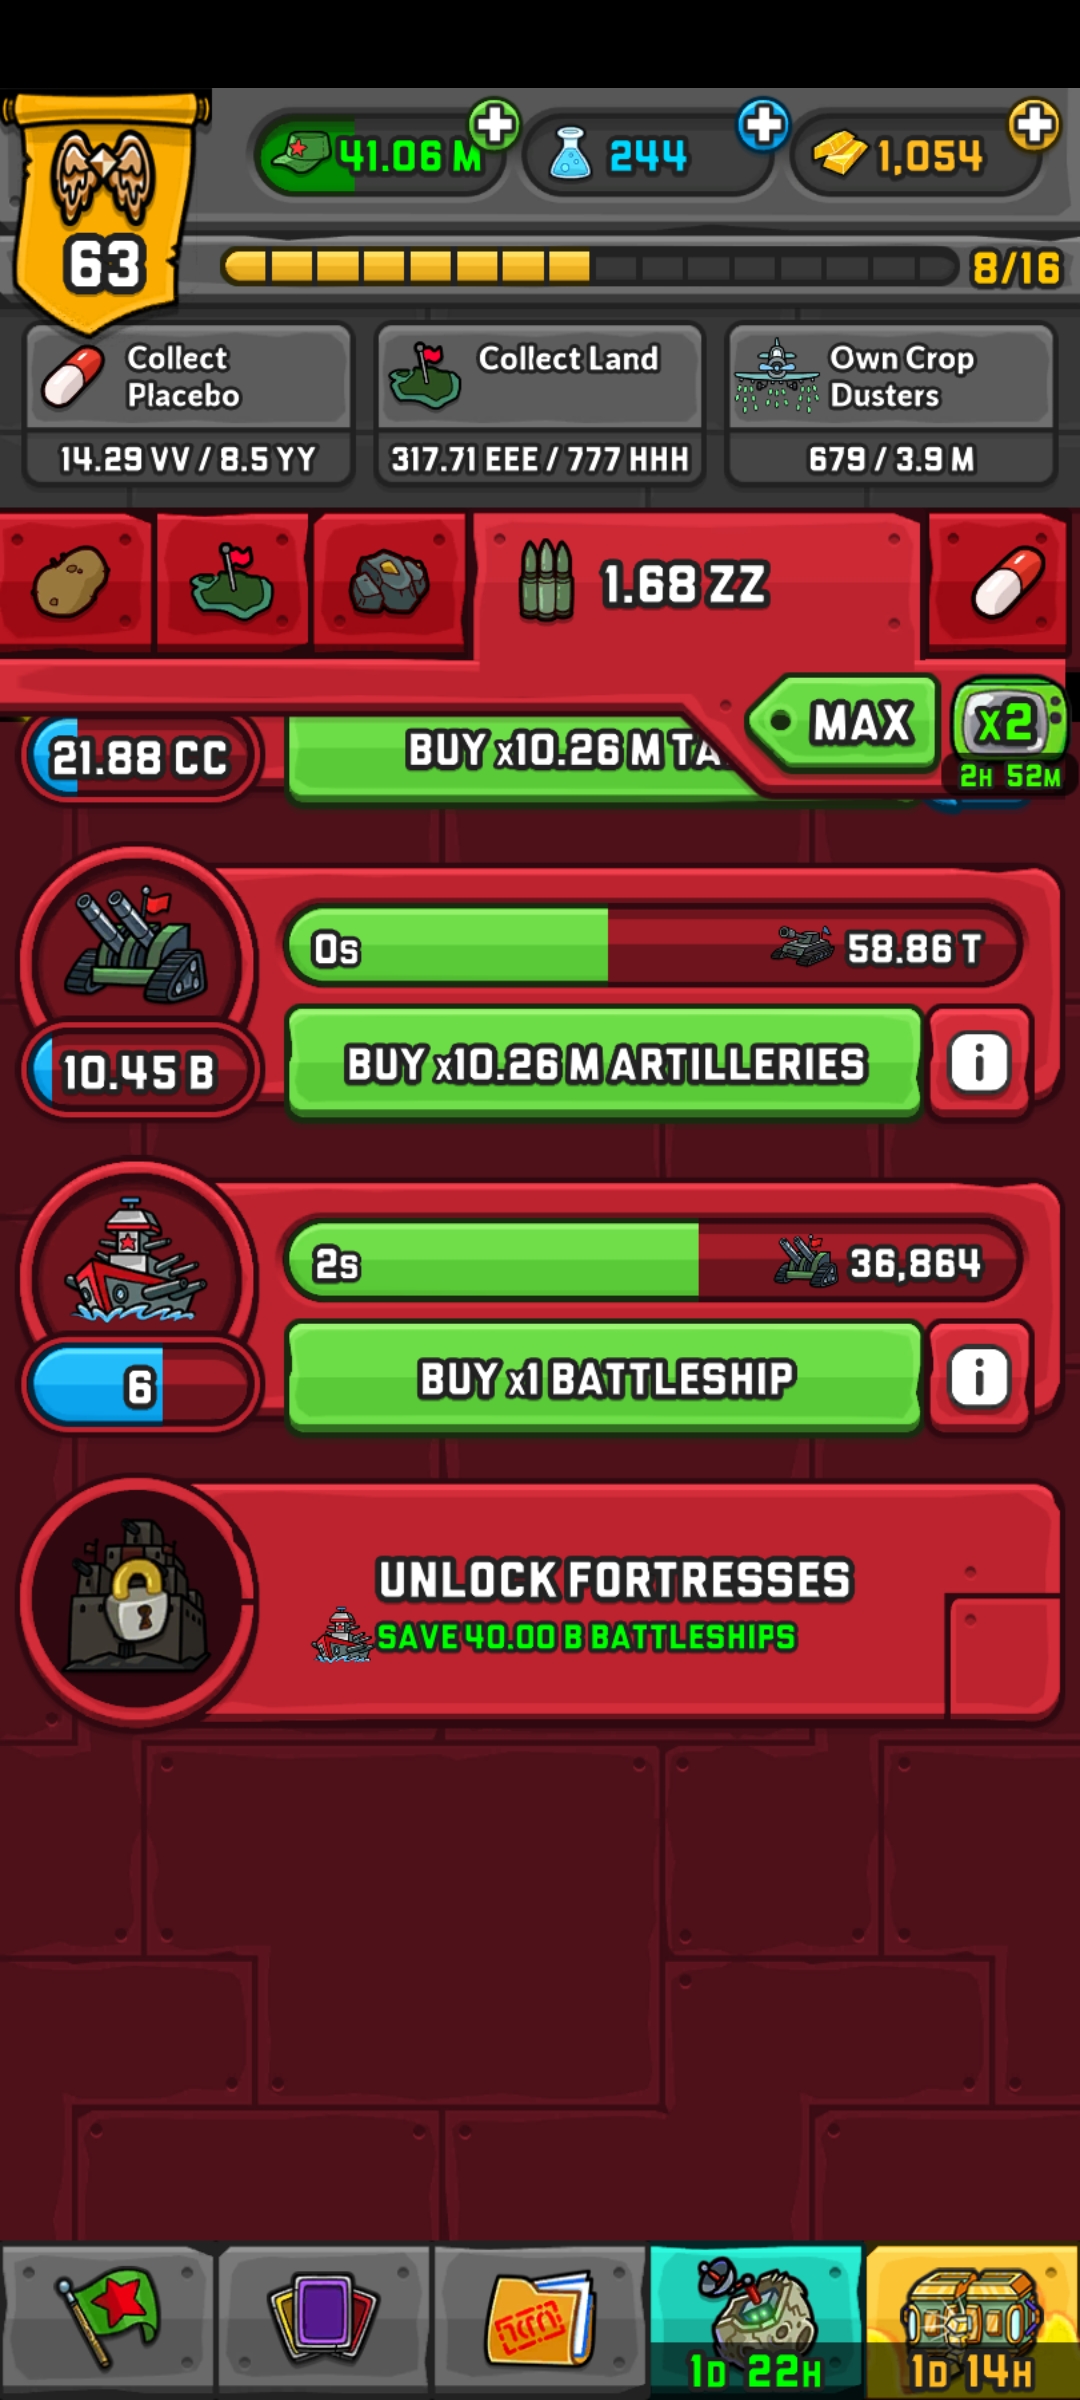 41.06 M
244
1,054
63
8/16
Collect
Placebo
14.29 VV / 8.5 YY
Collect Land
317.71 EEE / 777 HHH
Own Crop
Dusters
679 / 3.9 M
1.68 ZZ
MAX
x2
2H 52M
21.88 CC
BUY x10.26 M TA
0s
58.86 T
10.45 B
BUY x10.26 M ARTILLERIES
i
2s
36,864
6
BUY x1 BATTLESHIP
i
UNLOCK FORTRESSES
SAVE 40.00 B BATTLESHIPS
1D 22H
1D 14H